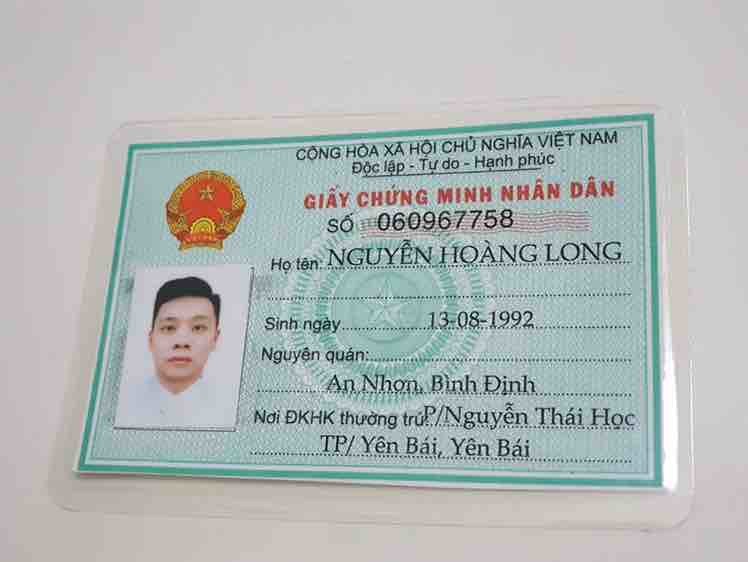 CỘNG HÒA XÃ HỘI CHỦ NGHĨA VIỆT NAM
Độc lập - Tự do - Hạnh phúc
GIẤY CHỨNG MINH NHÂN DÂN
SỐ 060967758
Họ tên: NGUYỄN HOÀNG LONG
Sinh ngày 13-08-1992
Nguyên quán:
An Nhơn, Bình Định
Nơi ĐKHK thường trú: P/Nguyễn Thái Học
TP/ Yên Bái, Yên Bái